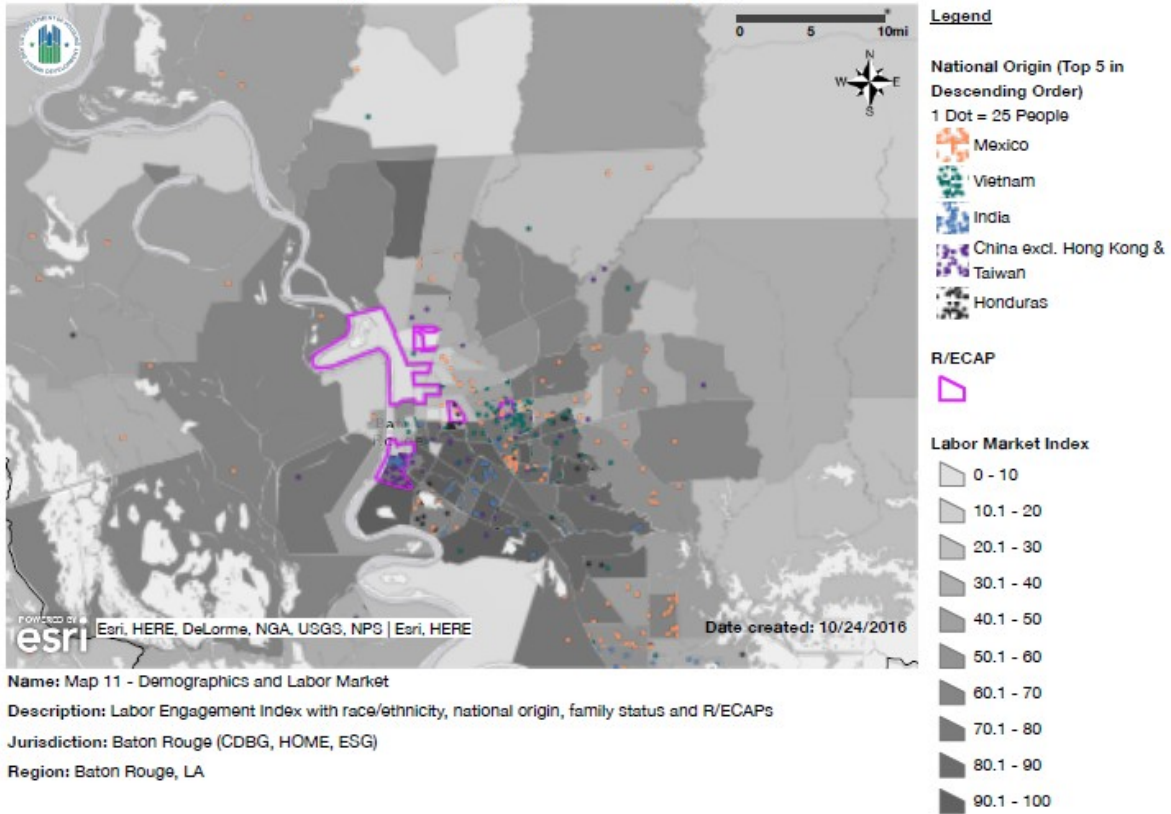 0 5 10mi
N
W E
S
POWERED BY
esri
Esri, HERE, DeLorme, NGA, USGS, NPS | Esri, HERE
Date created: 10/24/2016
Name: Map 11 - Demographics and Labor Market
Description: Labor Engagement Index with race/ethnicity, national origin, family status and R/ECAPs
Jurisdiction: Baton Rouge (CDBG, HOME, ESG)
Region: Baton Rouge, LA
Legend
National Origin (Top 5 in
Descending Order)
1 Dot = 25 People
Mexico
Vietnam
India
China excl. Hong Kong &
Taiwan
Honduras
R/ECAP
Labor Market Index
0 - 10
10.1 - 20
20.1 - 30
30.1 - 40
40.1 - 50
50.1 - 60
60.1 - 70
70.1 - 80
80.1 - 90
90.1 - 100